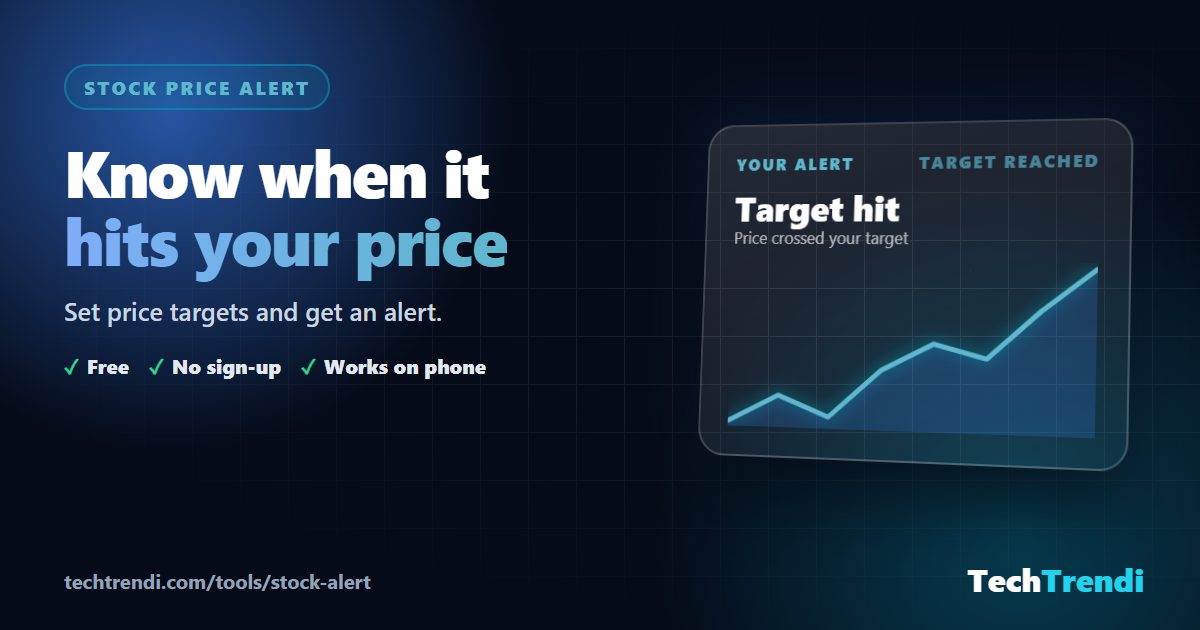 STOCK PRICE ALERT
Know when it
hits your price
Set price targets and get an alert.
✓ Free ✓ No sign-up ✓ Works on phone
YOUR ALERT TARGET REACHED
Target hit
Price crossed your target
techtrendi.com/tools/stock-alert
TechTrendi